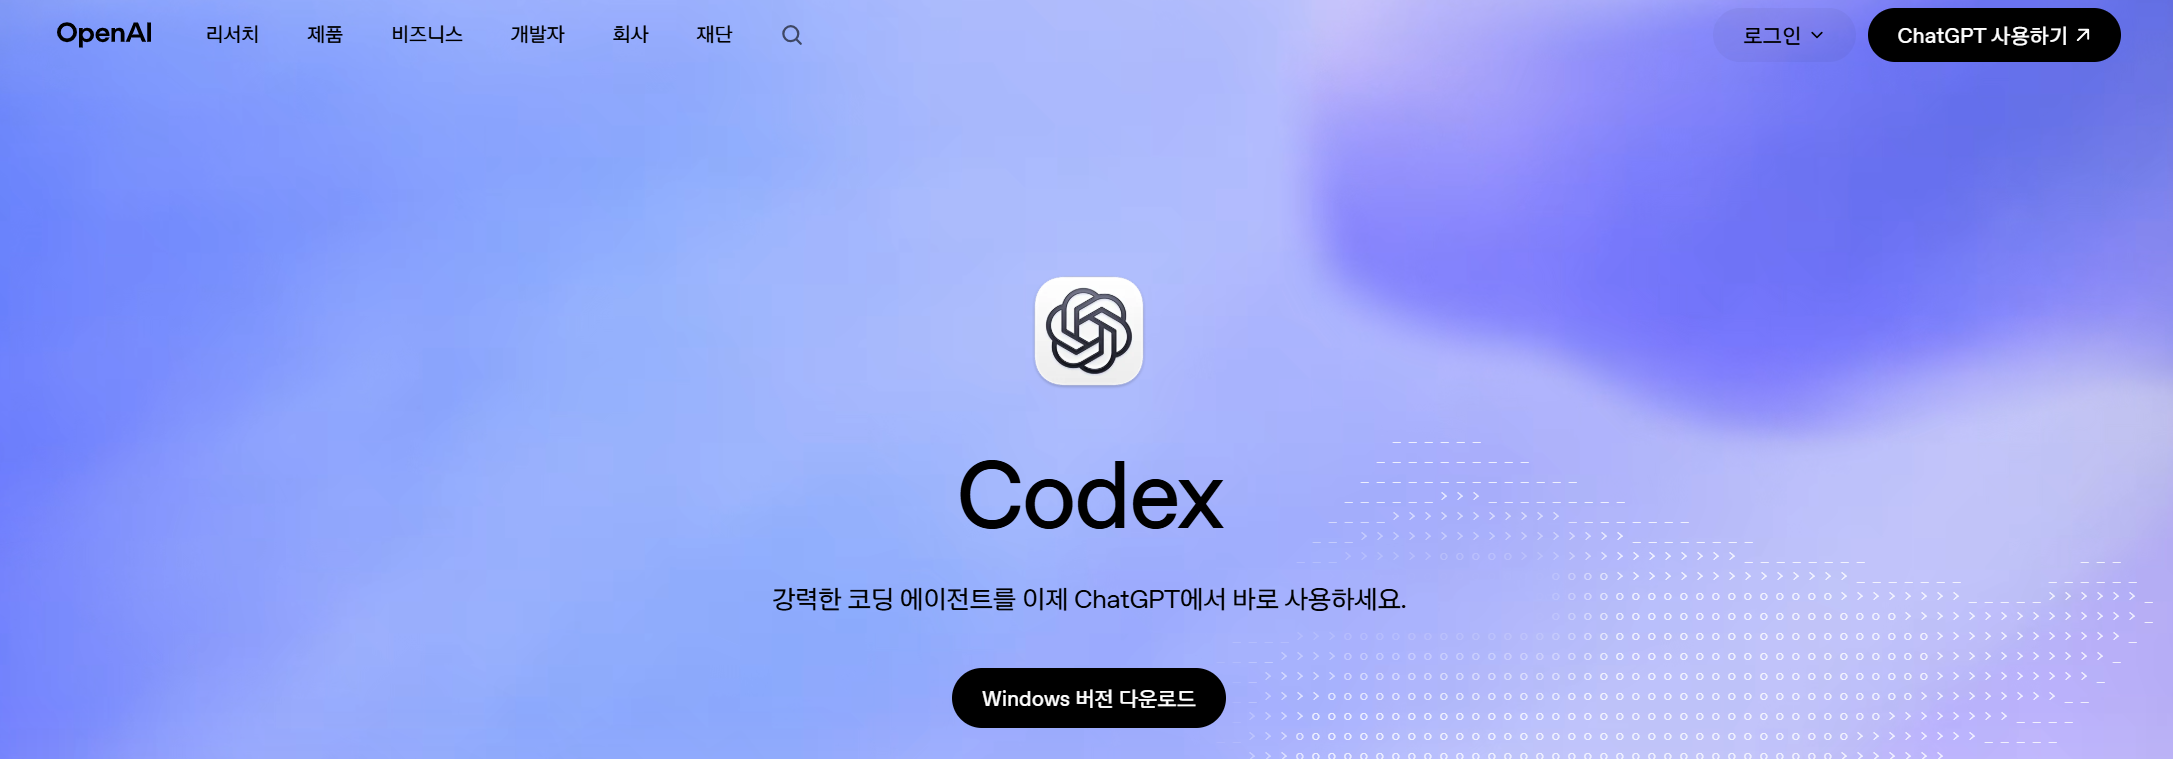 OpenAI 리서치 제품 비즈니스 개발자 회사 재단 로그인 ChatGPT 사용하기
Codex
강력한 코딩 에이전트를 이제 ChatGPT에서 바로 사용하세요.
Windows 버전 다운로드